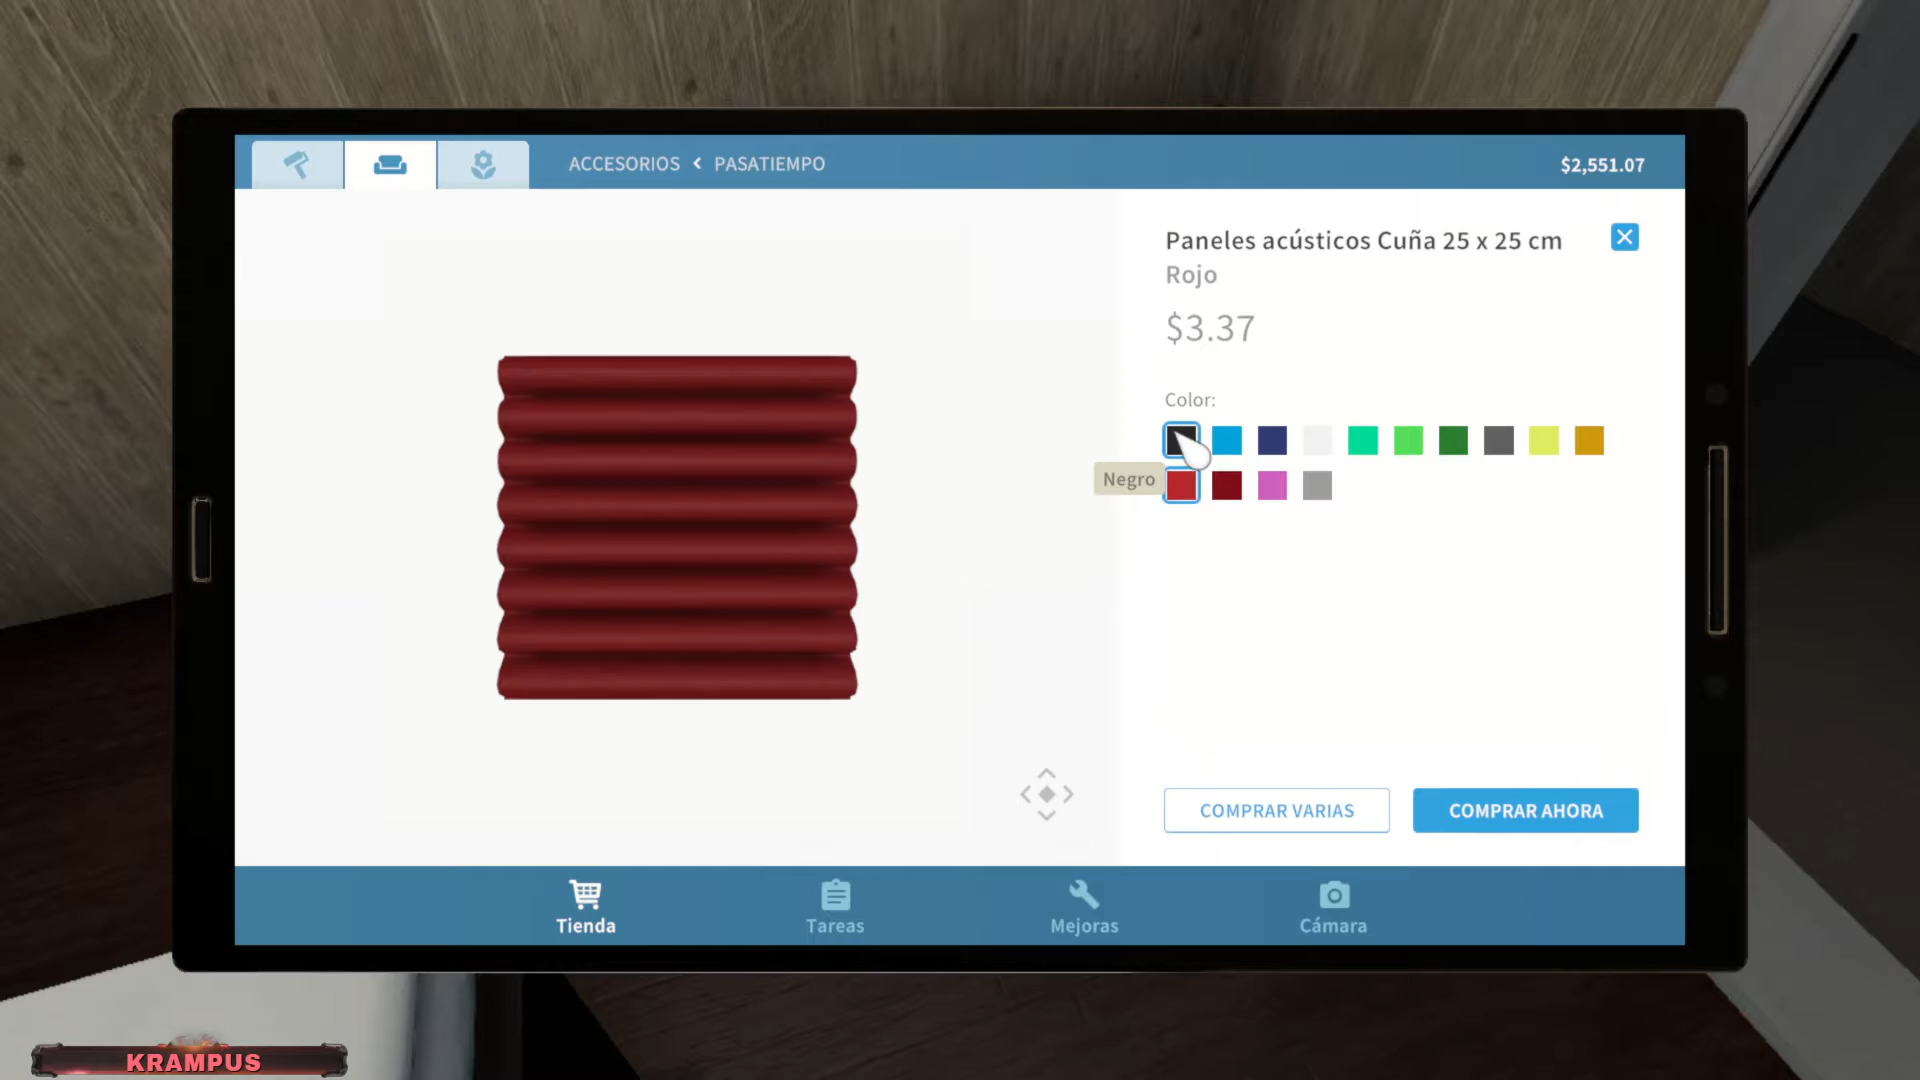 ACCESORIOS < PASATIEMPO
$2,551.07
Paneles acústicos Cuña 25 x 25 cm
Rojo
$3.37
Color:
Negro
COMPRAR VARIAS
COMPRAR AHORA
Tienda
Tareas
Mejoras
Cámara
KRAMPUS